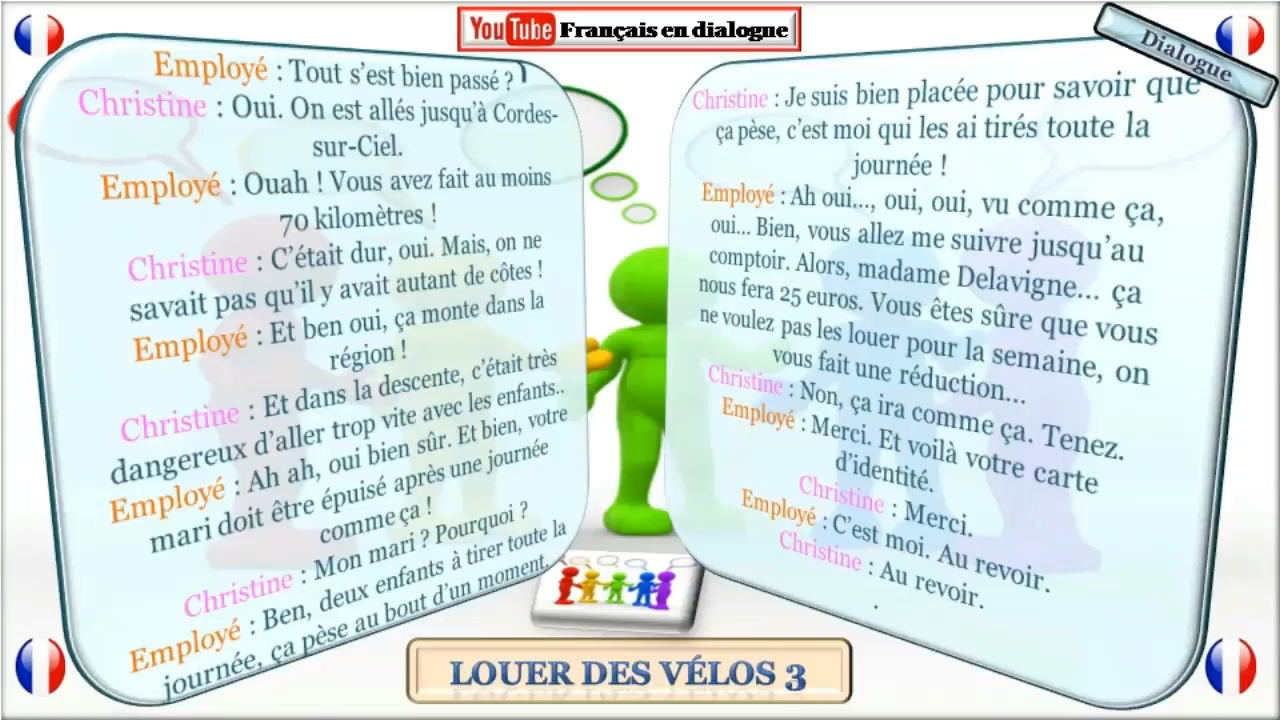 YouTube Français en dialogue
Dialogue
Employé : Tout s'est bien passé ?
Christine : Oui. On est allés jusqu'à Cordes-
sur-Ciel.
Employé : Ouah ! Vous avez fait au moins
70 kilomètres !
Christine : C'était dur, oui. Mais, on ne
savait pas qu'il y avait autant de côtes !
Employé : Et ben oui, ça monte dans la
région !
Christine : Et dans la descente, c'était très
dangereux d'aller trop vite avec les enfants..
Employé : Ah ah, oui bien sûr. Et bien, votre
mari doit être épuisé après une journée
comme ça !
Christine : Mon mari ? Pourquoi ?
Employé : Ben, deux enfants à tirer toute la
journée, ça pèse au bout d'un moment.
Christine : Je suis bien placée pour savoir que
ça pèse, c'est moi qui les ai tirés toute la
journée !
Employé : Ah oui..., oui, oui, vu comme ça,
oui... Bien, vous allez me suivre jusqu'au
comptoir. Alors, madame Delavigne... ça
nous fera 25 euros. Vous êtes sûre que vous
ne voulez pas les louer pour la semaine, on
vous fait une réduction...
Christine : Non, ça ira comme ça. Tenez.
Employé : Merci. Et voilà votre carte
d'identité.
Christine : Merci.
Employé : C'est moi. Au revoir.
Christine : Au revoir.
.
LOUER DES VÉLOS 3